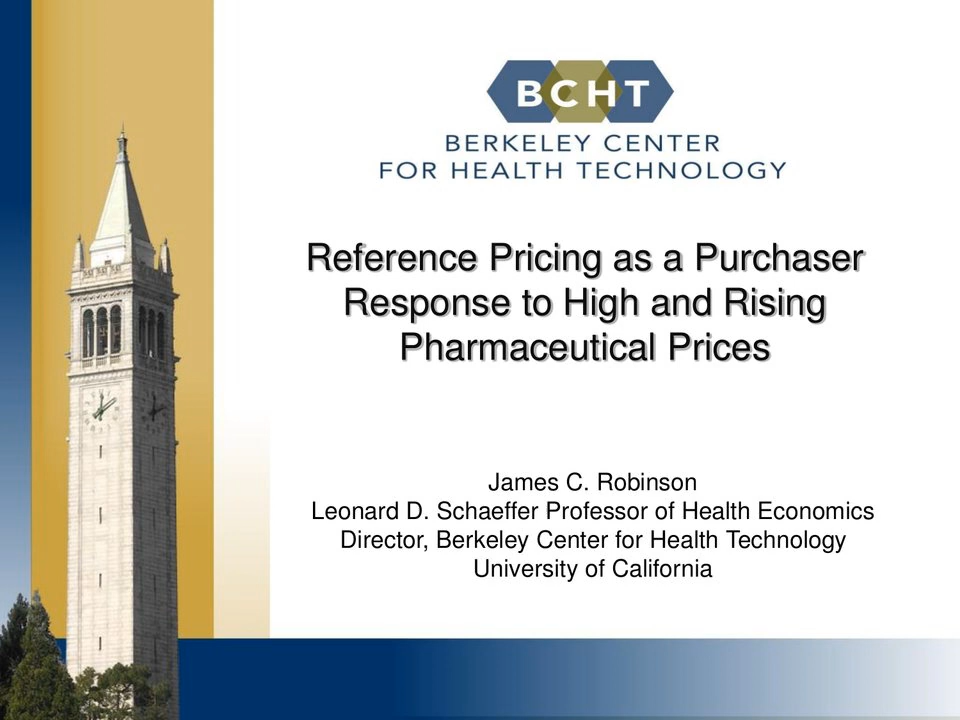 BCHT
BERKELEY CENTER
FOR HEALTH TECHNOLOGY
Reference Pricing as a Purchaser
Response to High and Rising
Pharmaceutical Prices
James C. Robinson
Leonard D. Schaeffer Professor of Health Economics
Director, Berkeley Center for Health Technology
University of California